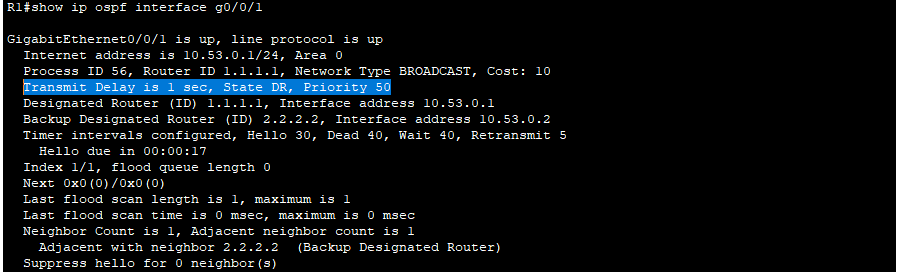 R1#show ip ospf interface g0/0/1
GigabitEthernet0/0/1 is up, line protocol is up
Internet address is 10.53.0.1/24, Area 0
Process ID 56, Router ID 1.1.1.1, Network Type BROADCAST, Cost: 10
Transmit Delay is 1 sec, State DR, Priority 50
Designated Router (ID) 1.1.1.1, Interface address 10.53.0.1
Backup Designated Router (ID) 2.2.2.2, Interface address 10.53.0.2
Timer intervals configured, Hello 30, Dead 40, Wait 40, Retransmit 5
Hello due in 00:00:17
Index 1/1, flood queue length 0
Next 0x0(0)/0x0(0)
Last flood scan length is 1, maximum is 1
Last flood scan time is 0 msec, maximum is 0 msec
Neighbor Count is 1, Adjacent neighbor count is 1
Adjacent with neighbor 2.2.2.2  (Backup Designated Router)
Suppress hello for 0 neighbor(s)